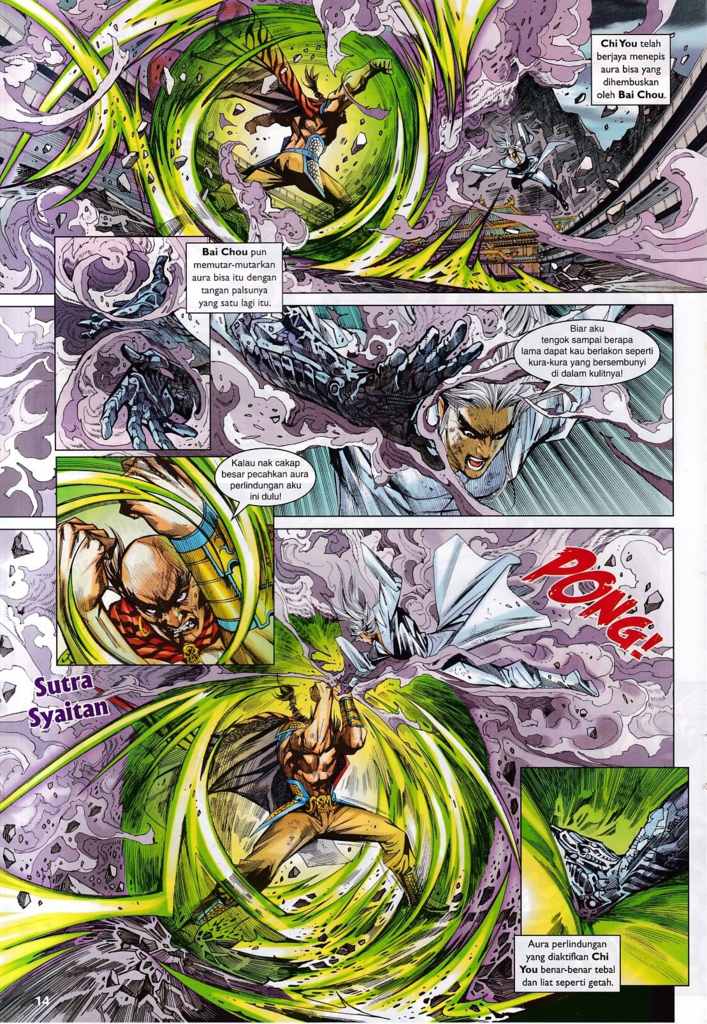 Chi You telah
berjaya menepis
aura bisa yang
dihembuskan
oleh Bai Chou.
Bai Chou pun
memutar-mutarkan
aura bisa itu dengan
tangan palsunya
yang satu lagi itu.
Biar aku
tengok sampai berapa
lama dapat kau berlakon seperti
kura-kura yang bersembunyi
di dalam kulitnya!
Kalau nak cakap
besar pecahkan aura
perlindungan aku
ini dulu!
PONG!
Sutra
Syaitan
Aura perlindungan
yang diaktifkan Chi
You benar-benar tebal
dan liat seperti getah.
14